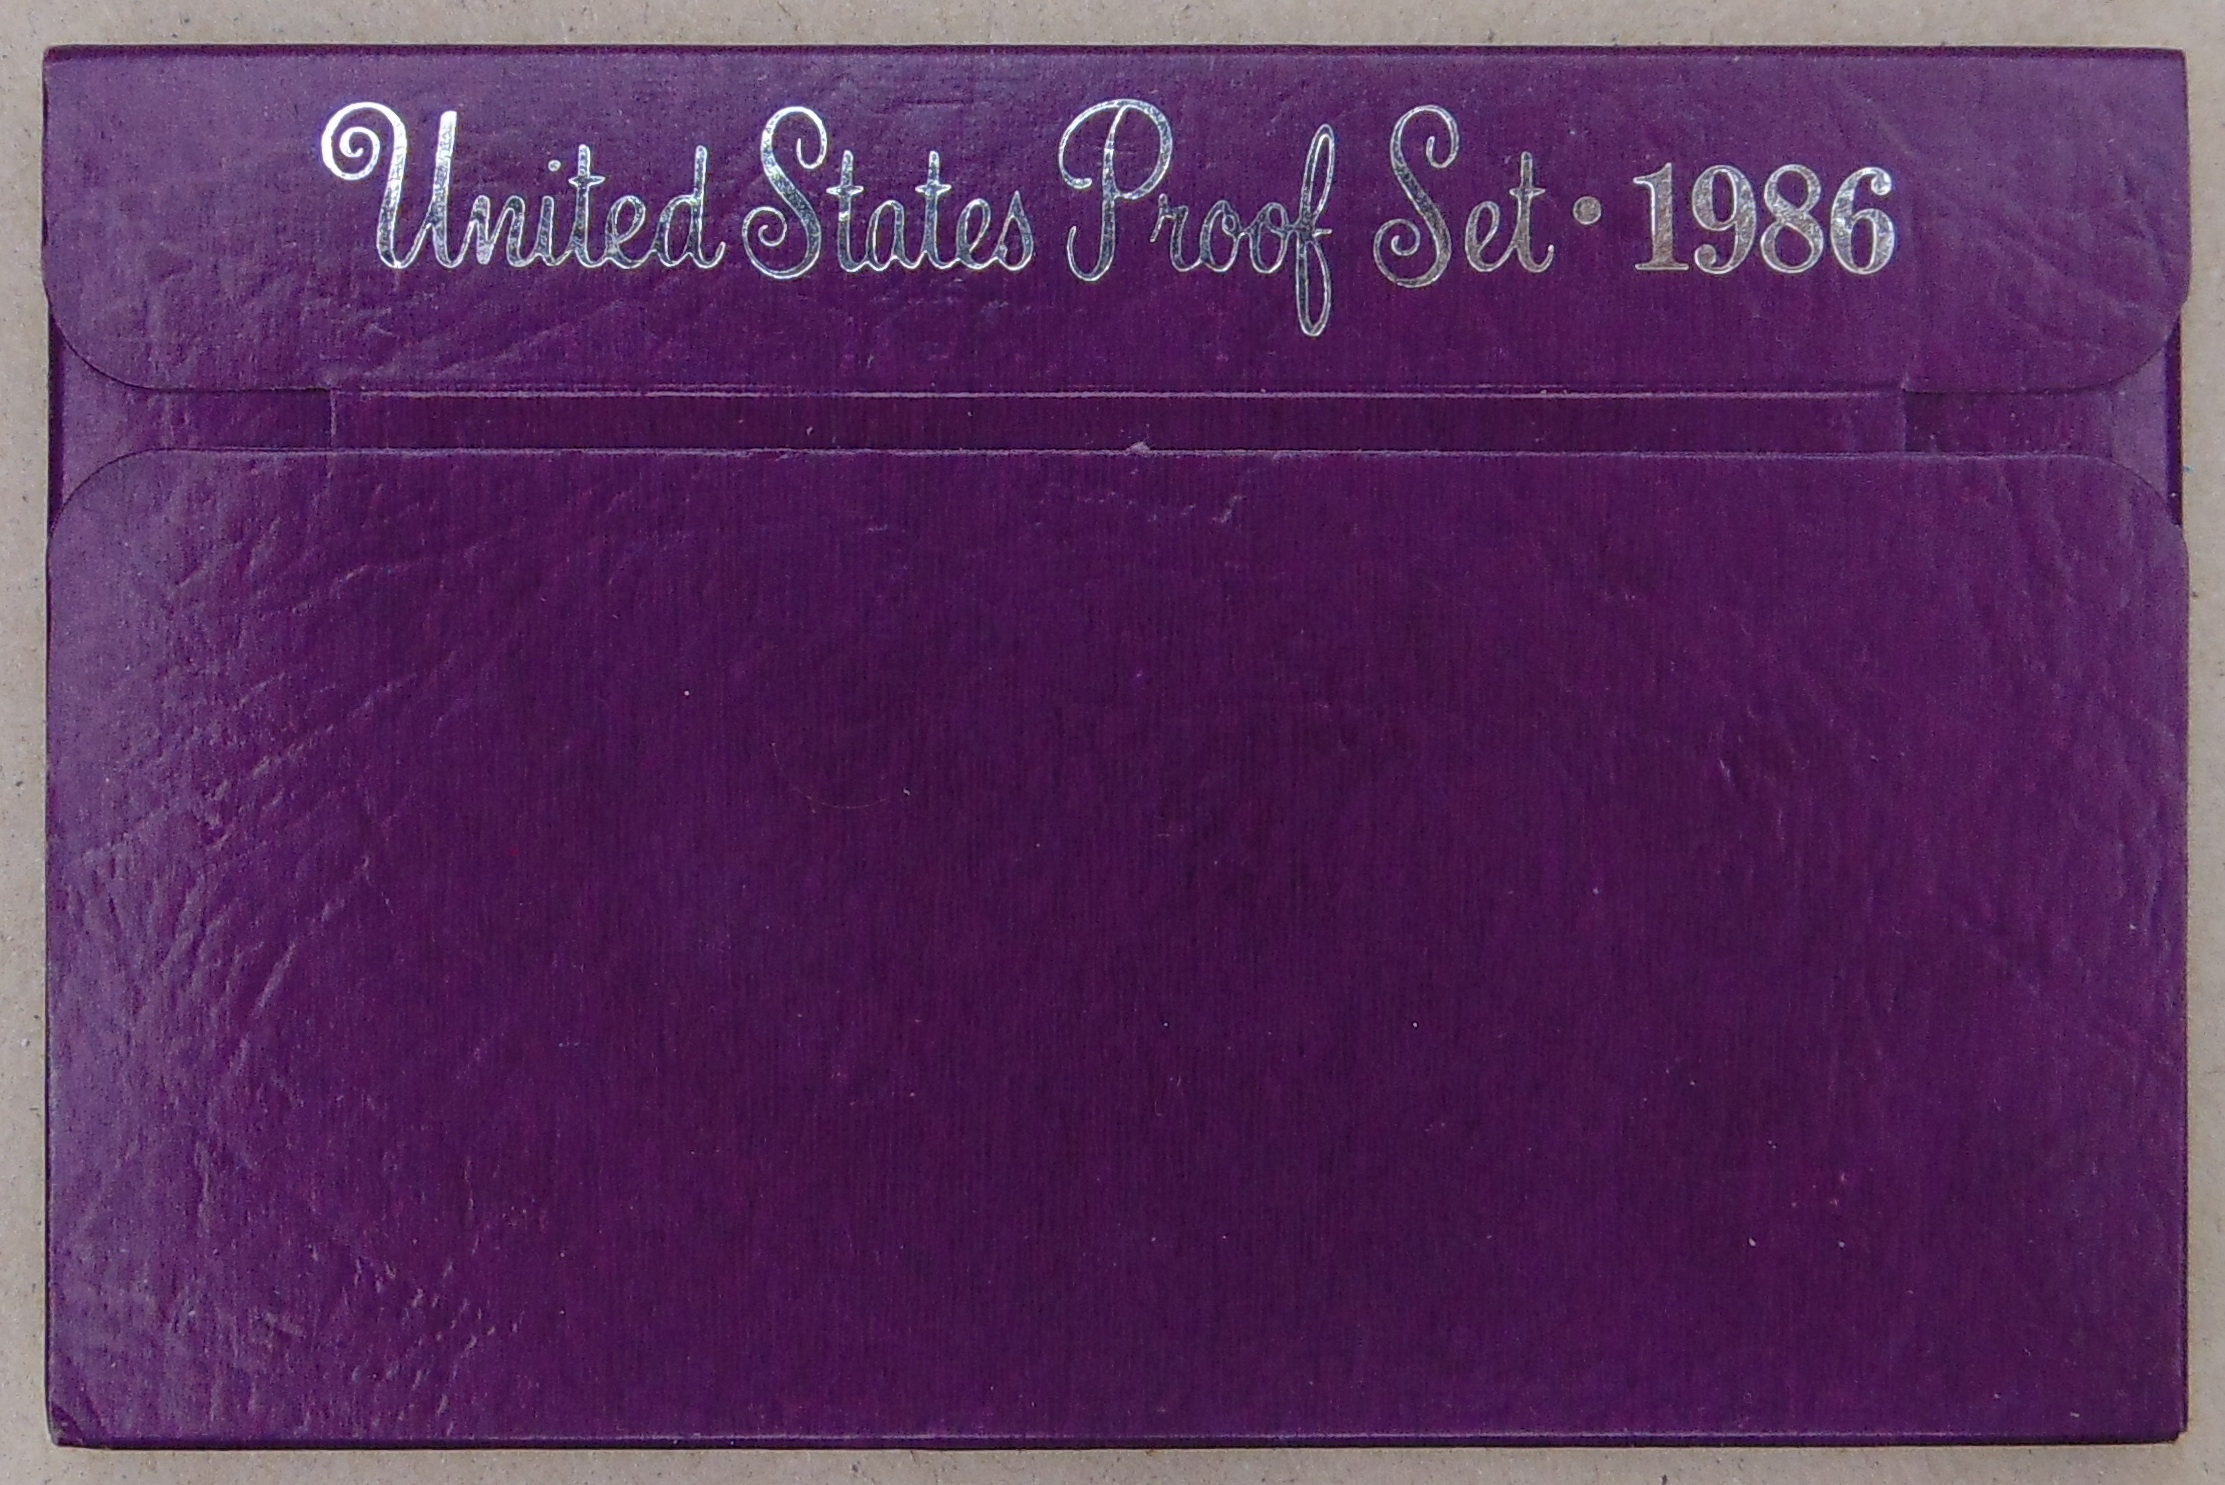 United States Proof Set • 1986